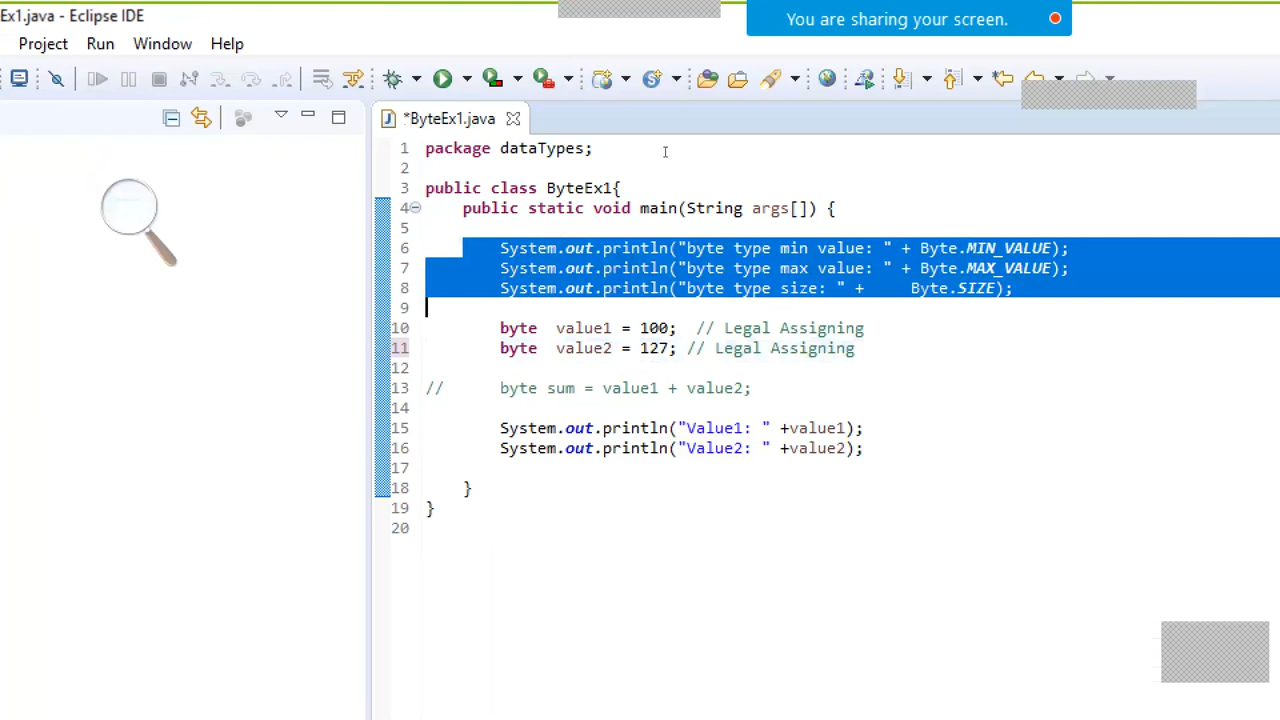 Ex1.java - Eclipse IDE
You are sharing your screen.
Project Run Window Help
*ByteEx1.java
1 package dataTypes;
2
3 public class ByteEx1{
4 public static void main(String args[]) {
5
6 System.out.println("byte type min value: " + Byte.MIN_VALUE);
7 System.out.println("byte type max value: " + Byte.MAX_VALUE);
8 System.out.println("byte type size: " + Byte.SIZE);
9
10 byte value1 = 100; // Legal Assigning
11 byte value2 = 127; // Legal Assigning
12
13 // byte sum = value1 + value2;
14
15 System.out.println("Value1: " +value1);
16 System.out.println("Value2: " +value2);
17
18 }
19 }
20